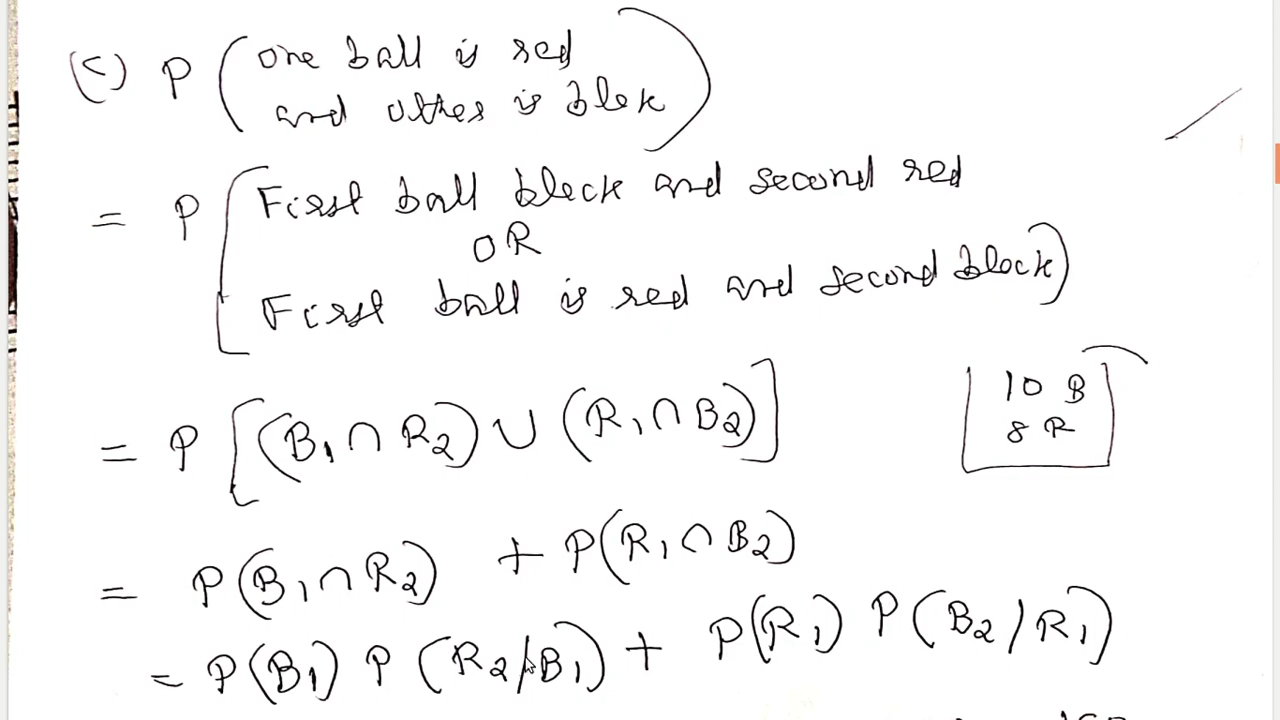 (c) P (one ball is red
and other is black)
= P [First ball black and second red
OR
First ball is red and second black)
= P [(B₁ ∩ R₂) ∪ (R₁ ∩ B₂)]
10 B
8 R
= P(B₁ ∩ R₂) + P(R₁ ∩ B₂)
= P(B₁) P(R₂/B₁) + P(R₁) P(B₂/R₁)